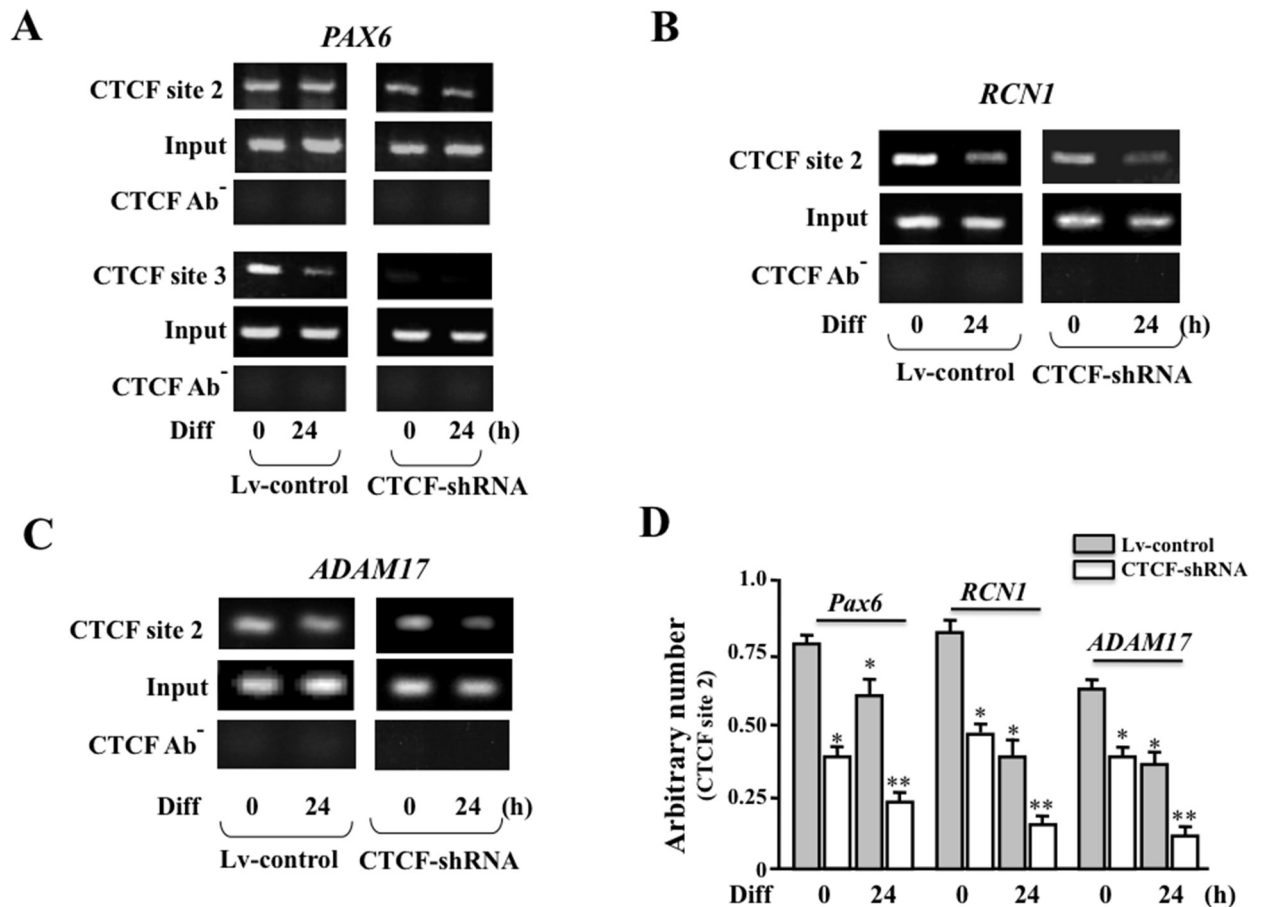 A
PAX6
CTCF site 2
Input
CTCF Ab-
CTCF site 3
Input
CTCF Ab-
Diff 0 24 0 24 (h)
Lv-control CTCF-shRNA
B
RCN1
CTCF site 2
Input
CTCF Ab-
Diff 0 24 0 24 (h)
Lv-control CTCF-shRNA
C
ADAM17
CTCF site 2
Input
CTCF Ab-
Diff 0 24 0 24 (h)
Lv-control CTCF-shRNA
D
Lv-control
CTCF-shRNA
Arbitrary number
(CTCF site 2)
1.0
0.75
0.50
0.25
0
Pax6
RCN1
ADAM17
* * ** * * ** * * **
Diff 0 24 0 24 0 24 (h)